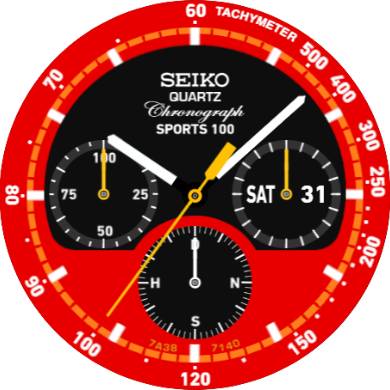 60 TACHYMETER 500 400 300 250 200 150 120 100 90 80 70
SEIKO
QUARTZ
Chronograph
SPORTS 100
100
75 25
50
SAT 31
D
H N
S
7A38 7140